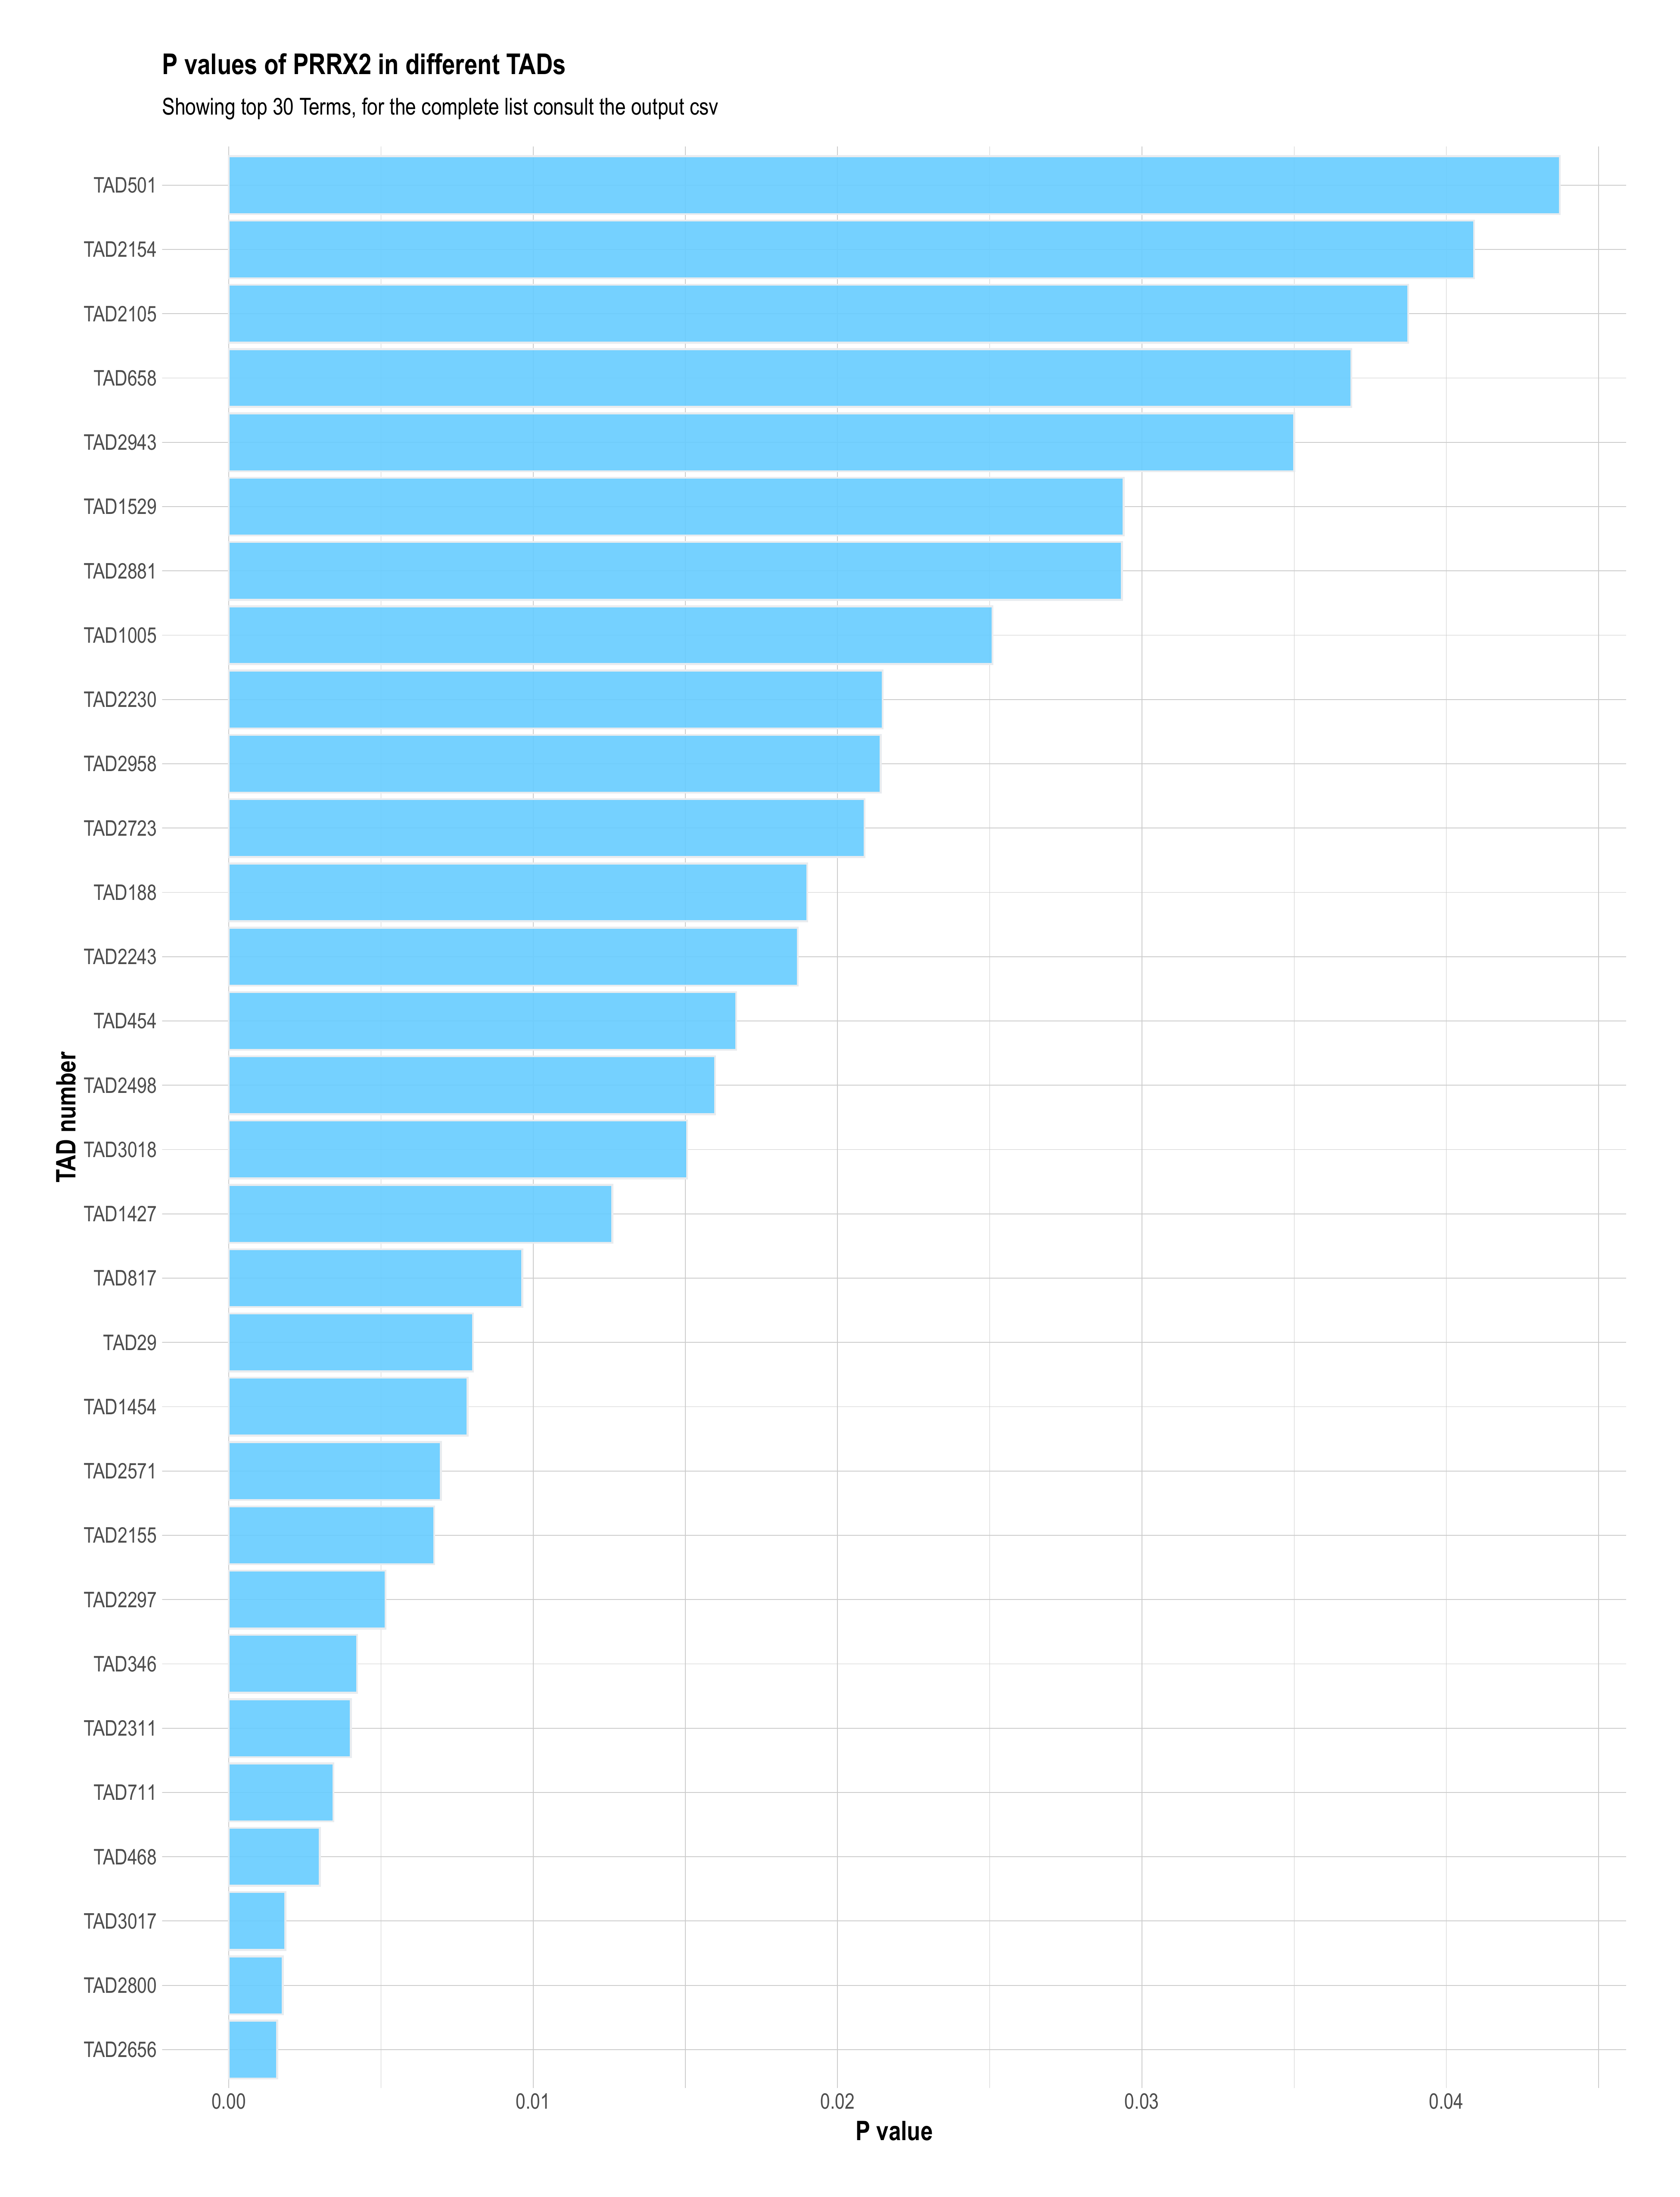 P values of PRRX2 in different TADs
Showing top 30 Terms, for the complete list consult the output csv
TAD501
TAD2154
TAD2105
TAD658
TAD2943
TAD1529
TAD2881
TAD1005
TAD2230
TAD2958
TAD2723
TAD188
TAD2243
TAD454
TAD2498
TAD3018
TAD1427
TAD817
TAD29
TAD1454
TAD2571
TAD2155
TAD2297
TAD346
TAD2311
TAD711
TAD468
TAD3017
TAD2800
TAD2656
TAD number
0.00 0.01 0.02 0.03 0.04
P value